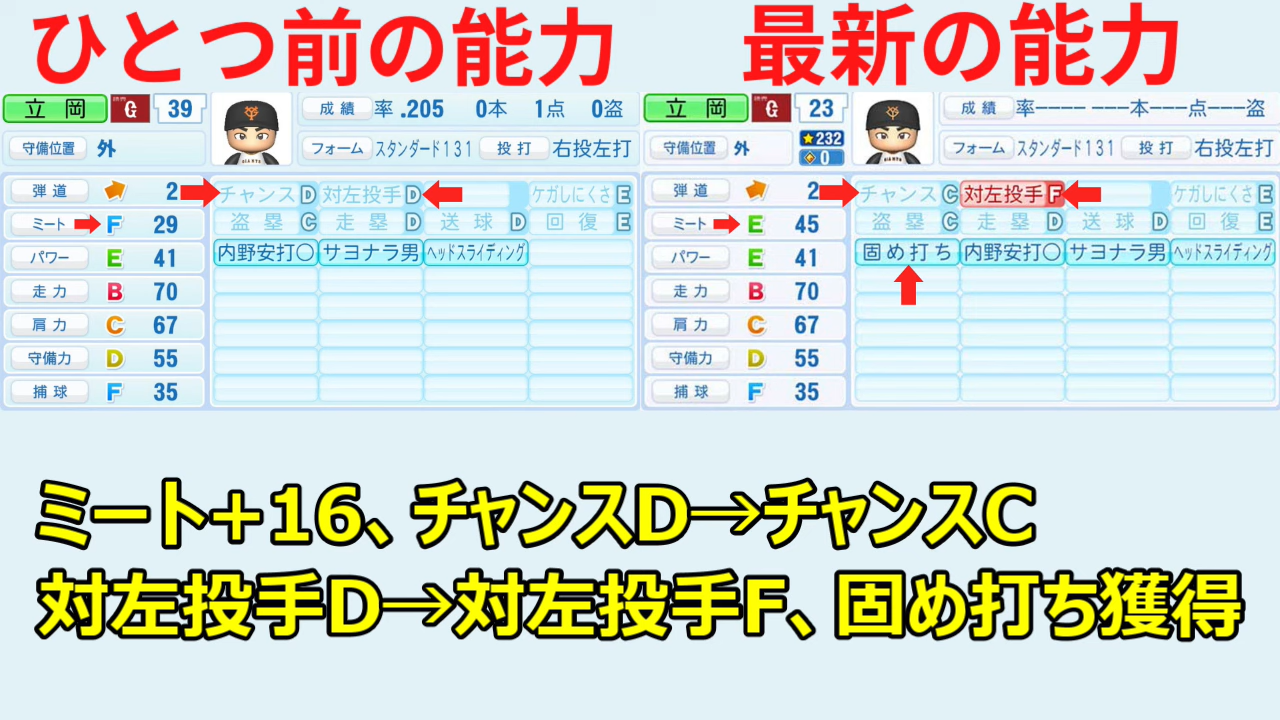 ひとつ前の能力
立岡 G 39 成績 率 .205 0本 1点 0盗
守備位置 外 フォーム スタンダード131 投打 右投左打
弾道 2 チャンス D 対左投手 D ケガしにくさ E
ミート F 29 盗塁 C 走塁 D 送球 D 回復 E
パワー E 41 内野安打〇 サヨナラ男 ヘッドスライディング
走力 B 70
肩力 C 67
守備力 D 55
捕球 F 35
最新の能力
立岡 G 23 成績 率---- ---本---点---盗
守備位置 外 ★232 0 フォーム スタンダード131 投打 右投左打
弾道 2 チャンス C 対左投手 F ケガしにくさ E
ミート E 45 盗塁 C 走塁 D 送球 D 回復 E
パワー E 41 固め打ち 内野安打〇 サヨナラ男 ヘッドスライディング
走力 B 70
肩力 C 67
守備力 D 55
捕球 F 35
ミート+16、チャンスD→チャンスC
対左投手D→対左投手F、固め打ち獲得